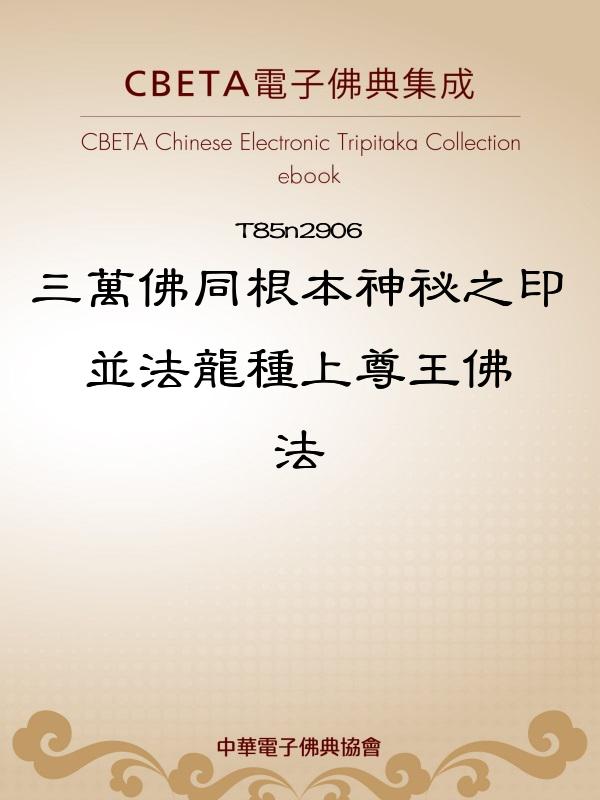 CBETA電子佛典集成
CBETA Chinese Electronic Tripitaka Collection
ebook
T85n2906
三萬佛同根本神祕之印
並法龍種上尊王佛
法
中華電子佛典協會